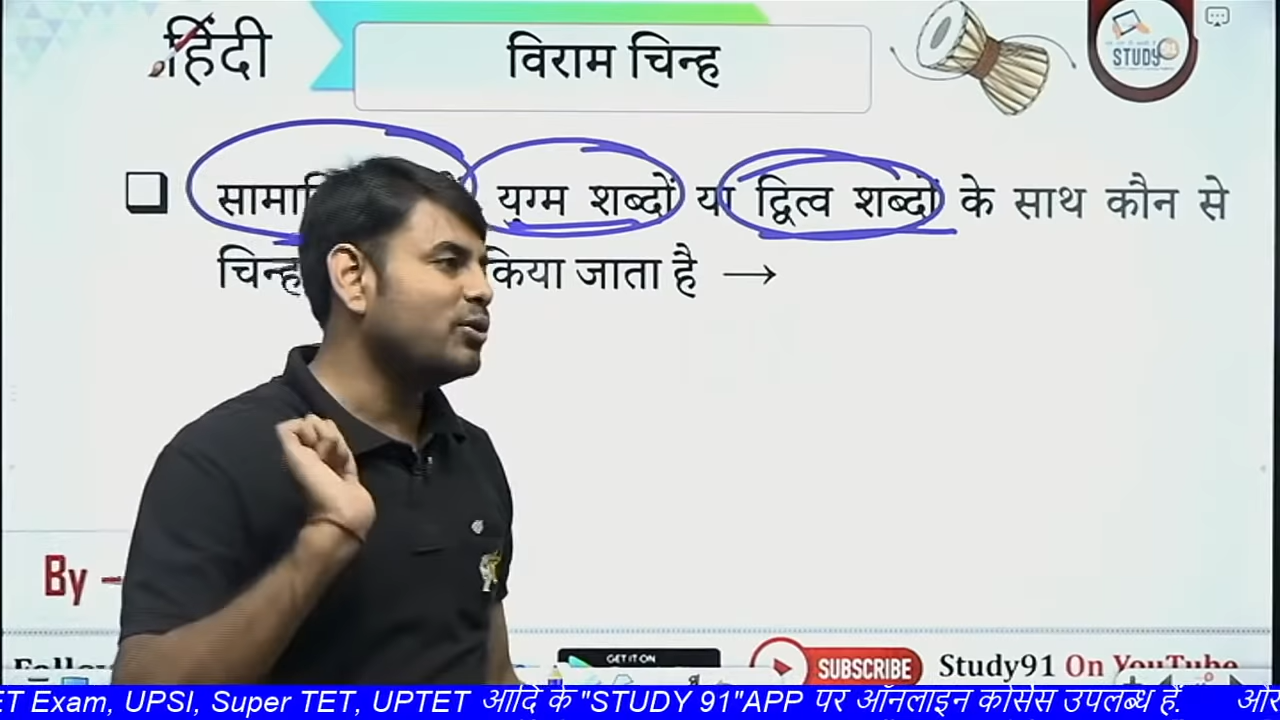 हिंदी
विराम चिन्ह
STUDY
सामा युग्म शब्दों या द्वित्व शब्दों के साथ कौन से
चिन्ह किया जाता है →
By –
GET IT ON
SUBSCRIBE
Study91 On YouTube
Exam, UPSI, Super TET, UPTET आदि के "STUDY 91"APP पर ऑनलाइन कोर्सेस उपलब्ध हैं.